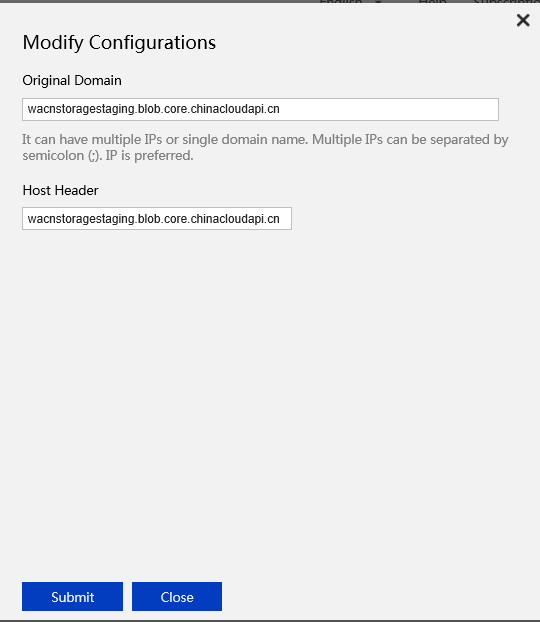 Modify Configurations
Original Domain
wacnstoragestaging.blob.core.chinacloudapi.cn
It can have multiple IPs or single domain name. Multiple IPs can be separated by
semicolon (;). IP is preferred.
Host Header
wacnstoragestaging.blob.core.chinacloudapi.cn
Submit Close